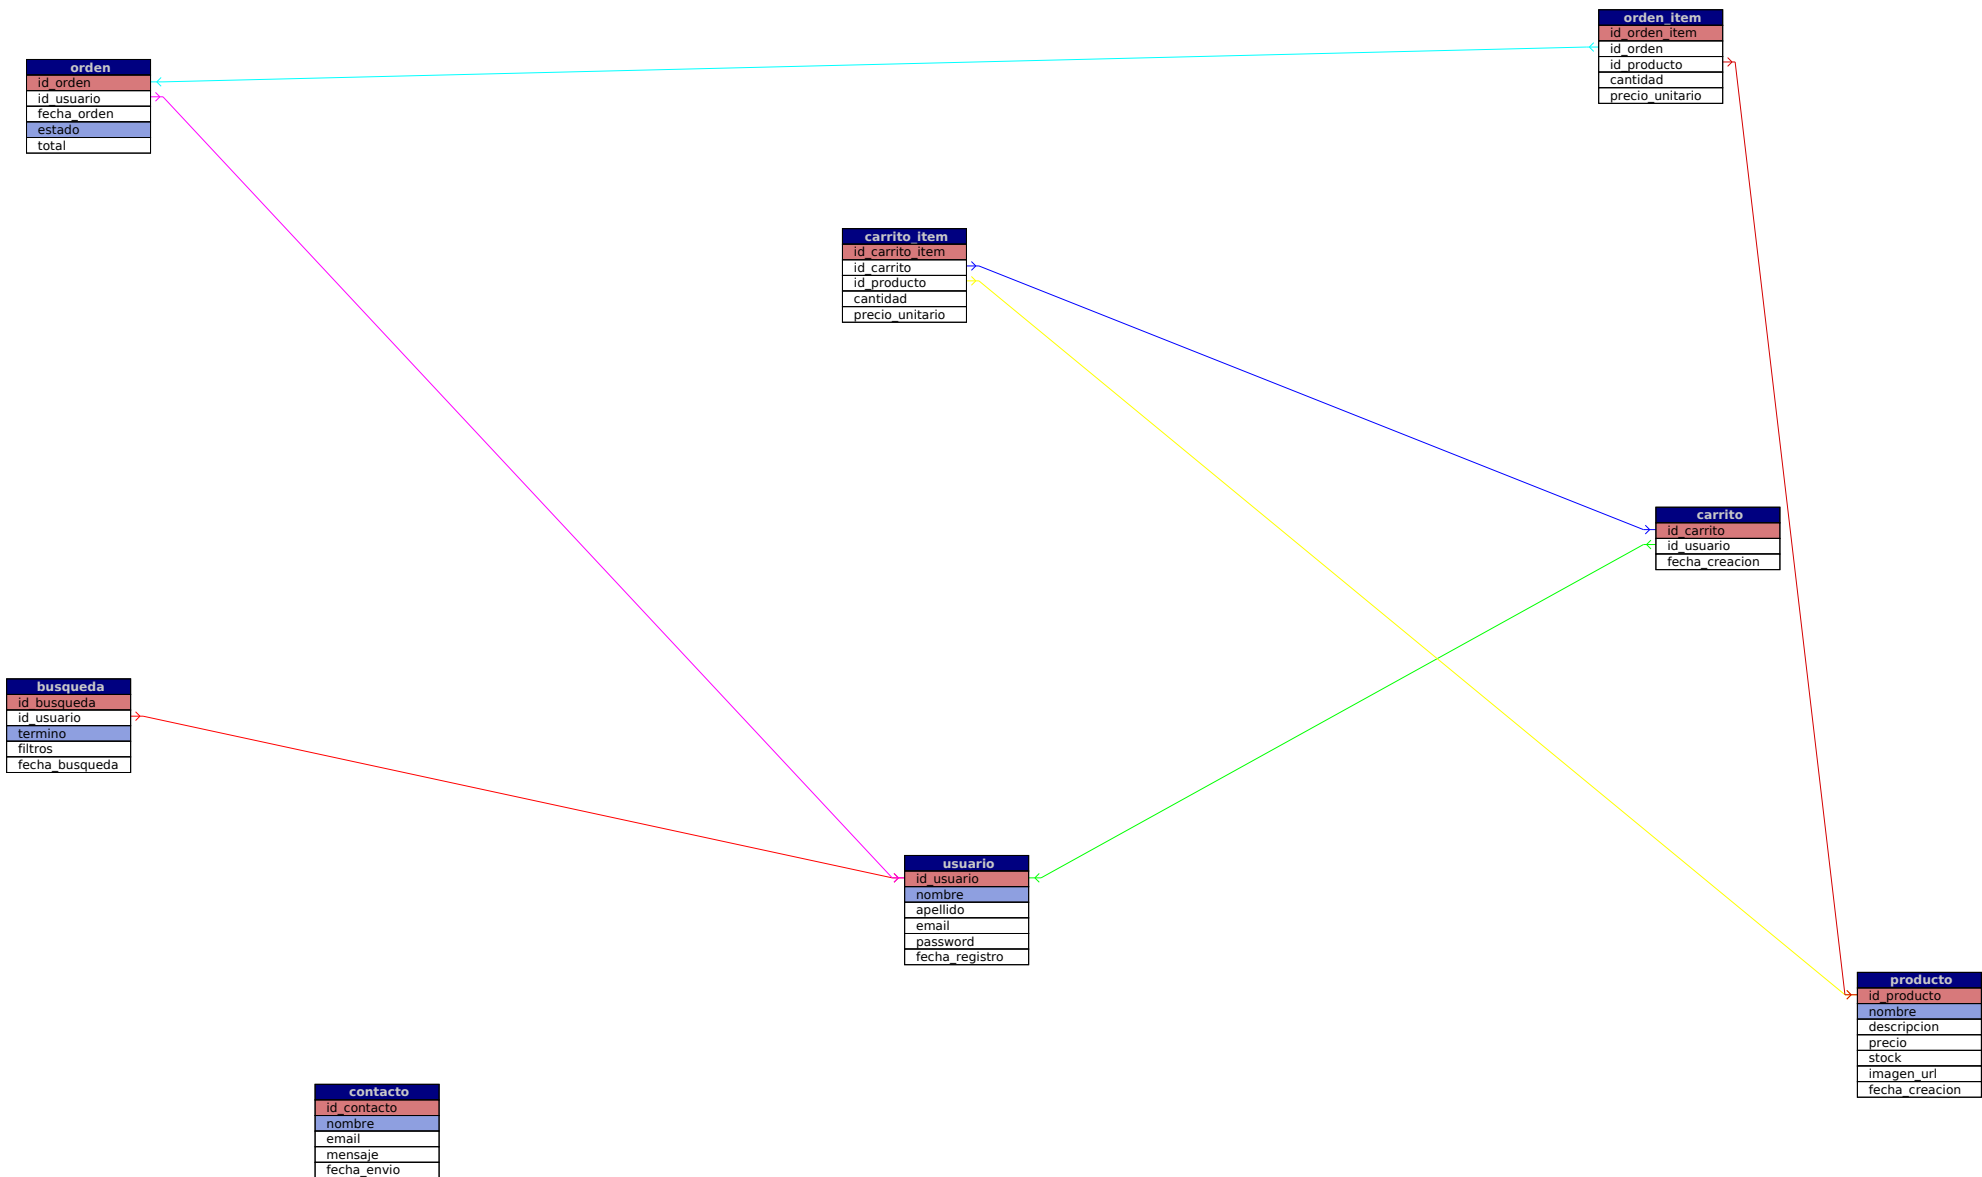 orden_item
id_orden_item
id_orden
id_producto
cantidad
precio_unitario
orden
id_orden
id_usuario
fecha_orden
estado
total
carrito_item
id_carrito_item
id_carrito
id_producto
cantidad
precio_unitario
carrito
id_carrito
id_usuario
fecha_creacion
busqueda
id_busqueda
id_usuario
termino
filtros
fecha_busqueda
usuario
id_usuario
nombre
apellido
email
password
fecha_registro
producto
id_producto
nombre
descripcion
precio
stock
imagen_url
fecha_creacion
contacto
id_contacto
nombre
email
mensaje
fecha_envio